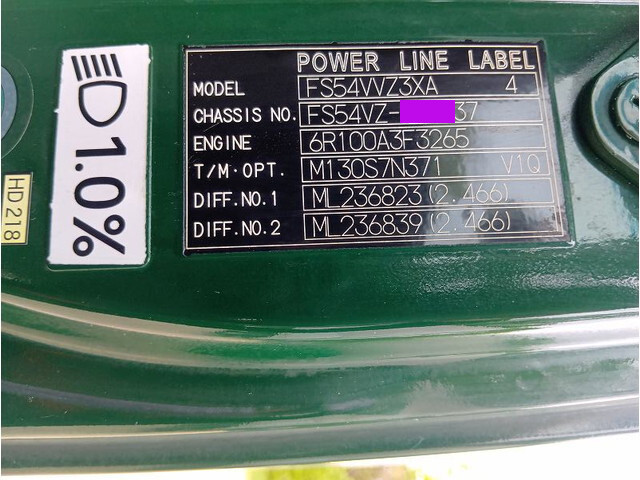 POWER LINE LABEL
MODEL FS54VVZ3XA 4
CHASSIS NO. FS54VZ- 37
ENGINE 6R100A3F3265
T/M·OPT. M130S7N371 V1Q
DIFF.NO.1 ML236823(2.466)
DIFF.NO.2 ML236839(2.466)
1.0%
HD218